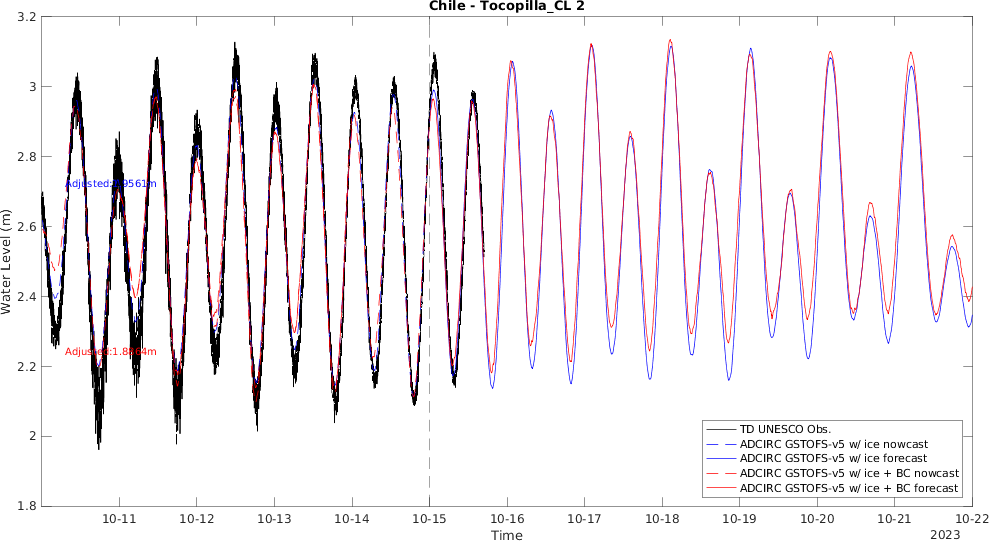 Chile - Tocopilla_CL 2
3.2
3
2.8
2.6
2.4
2.2
2
1.8
Water Level (m)
Adjusted:1.8464m
10-11
10-12
10-13
10-14
10-15
10-16
10-17
10-18
10-19
10-20
10-21
10-22
Time
2023
TD UNESCO Obs.
ADCIRC GSTOFS-v5 w/ ice nowcast
ADCIRC GSTOFS-v5 w/ ice forecast
ADCIRC GSTOFS-v5 w/ ice + BC nowcast
ADCIRC GSTOFS-v5 w/ ice + BC forecast